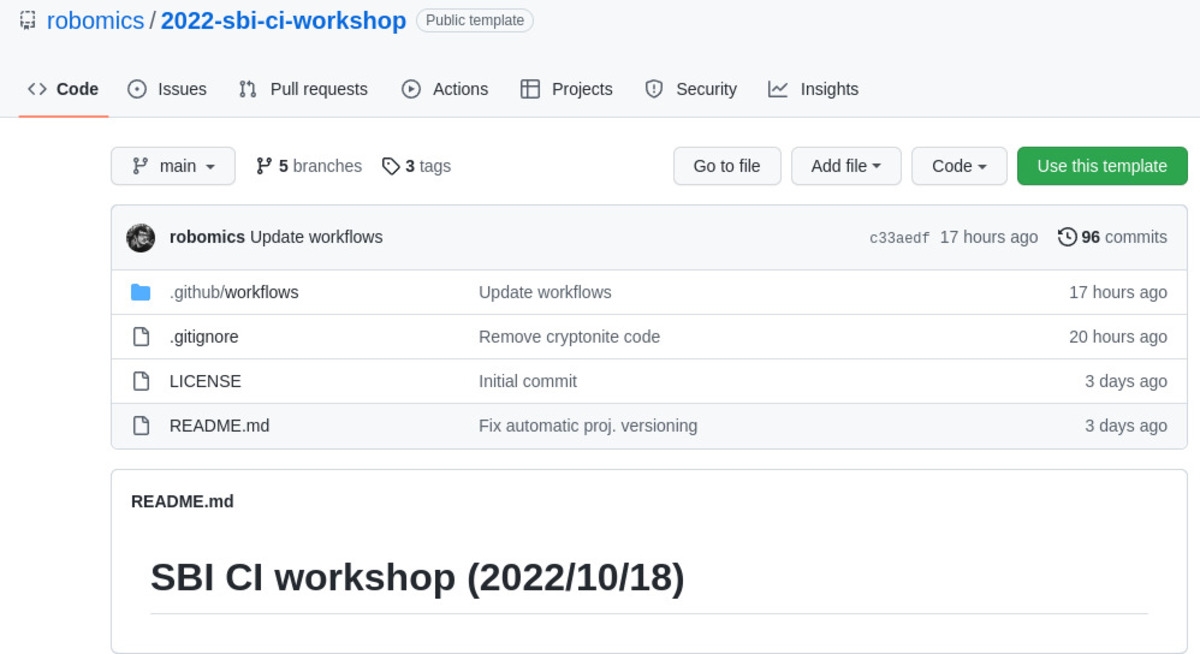 robomics / 2022-sbi-ci-workshop Public template
Code Issues Pull requests Actions Projects Security Insights
main 5 branches 3 tags Go to file Add file Code Use this template
robomics Update workflows c33aedf 17 hours ago 96 commits
.github/workflows Update workflows 17 hours ago
.gitignore Remove cryptonite code 20 hours ago
LICENSE Initial commit 3 days ago
README.md Fix automatic proj. versioning 3 days ago
README.md
SBI CI workshop (2022/10/18)